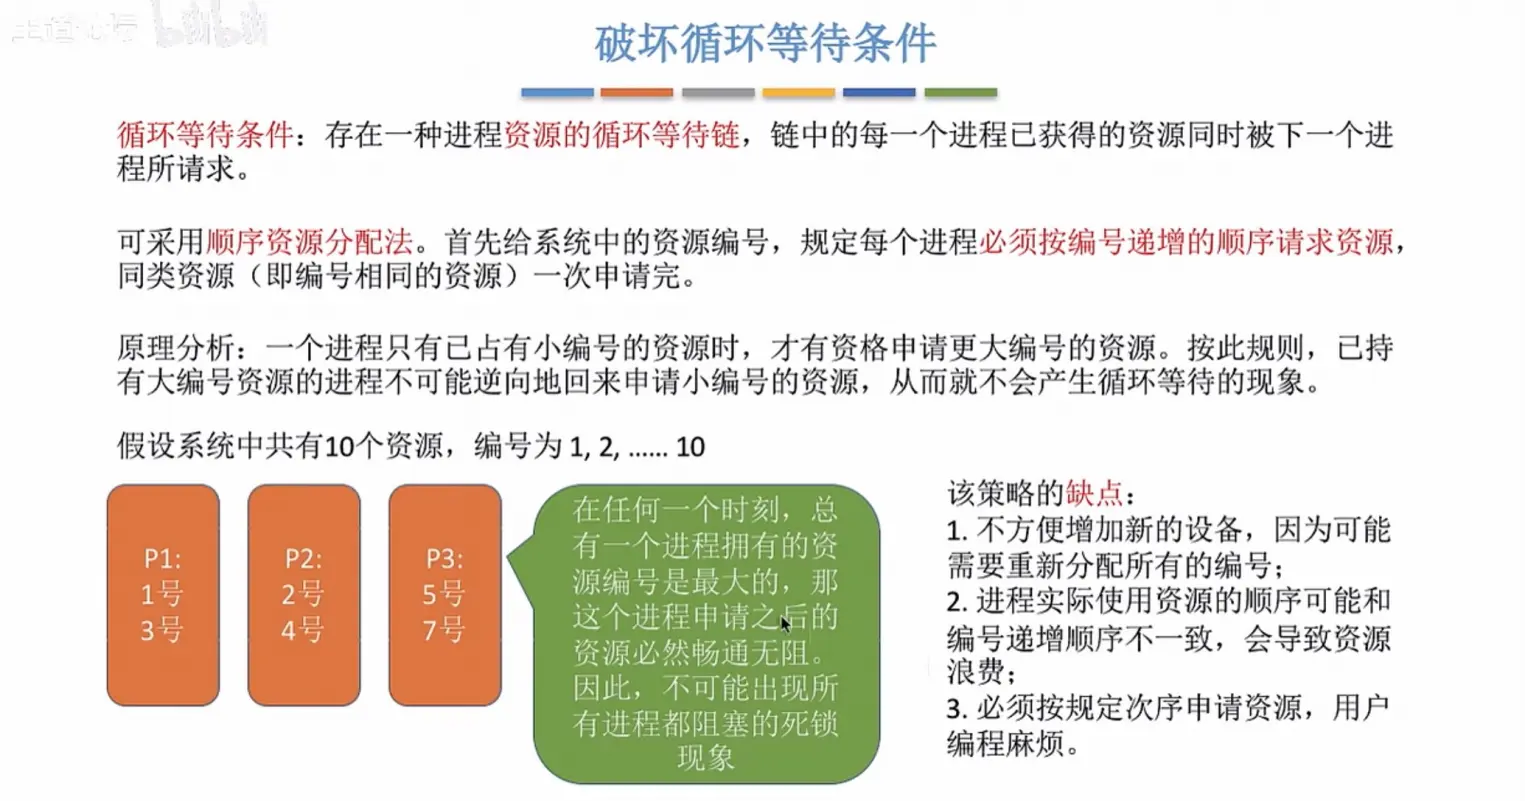 王道论坛 bilibili
破坏循环等待条件
循环等待条件：存在一种进程资源的循环等待链，链中的每一个进程已获得的资源同时被下一个进
程所请求。
可采用顺序资源分配法。首先给系统中的资源编号，规定每个进程必须按编号递增的顺序请求资源，
同类资源（即编号相同的资源）一次申请完。
原理分析：一个进程只有已占有小编号的资源时，才有资格申请更大编号的资源。按此规则，已持
有大编号资源的进程不可能逆向地回来申请小编号的资源，从而就不会产生循环等待的现象。
假设系统中共有10个资源，编号为 1, 2, …… 10
P1:
1号
3号
P2:
2号
4号
P3:
5号
7号
在任何一个时刻，总
有一个进程拥有的资
源编号是最大的，那
这个进程申请之后的
资源必然畅通无阻。
因此，不可能出现所
有进程都阻塞的死锁
现象
该策略的缺点：
1. 不方便增加新的设备，因为可能
需要重新分配所有的编号；
2. 进程实际使用资源的顺序可能和
编号递增顺序不一致，会导致资源
浪费；
3. 必须按规定次序申请资源，用户
编程麻烦。